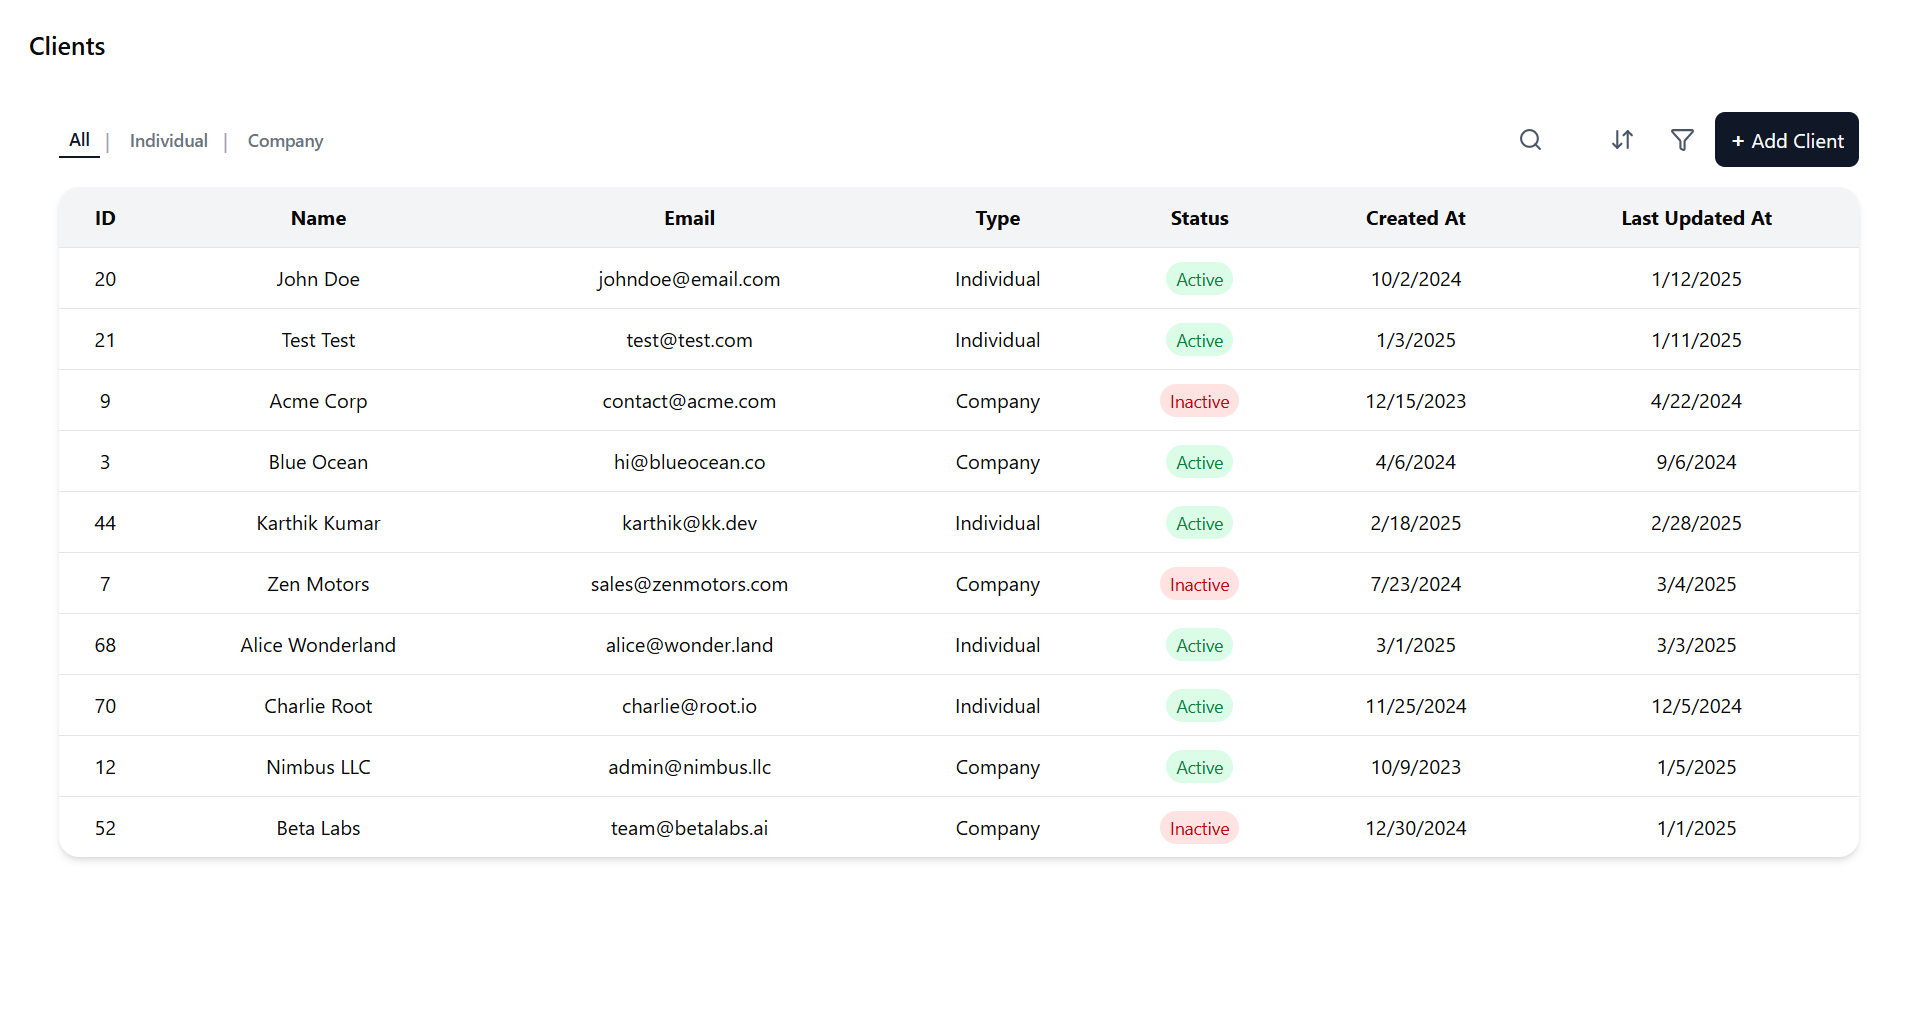 Clients
All | Individual | Company + Add Client
ID Name Email Type Status Created At Last Updated At
20 John Doe johndoe@email.com Individual Active 10/2/2024 1/12/2025
21 Test Test test@test.com Individual Active 1/3/2025 1/11/2025
9 Acme Corp contact@acme.com Company Inactive 12/15/2023 4/22/2024
3 Blue Ocean hi@blueocean.co Company Active 4/6/2024 9/6/2024
44 Karthik Kumar karthik@kk.dev Individual Active 2/18/2025 2/28/2025
7 Zen Motors sales@zenmotors.com Company Inactive 7/23/2024 3/4/2025
68 Alice Wonderland alice@wonder.land Individual Active 3/1/2025 3/3/2025
70 Charlie Root charlie@root.io Individual Active 11/25/2024 12/5/2024
12 Nimbus LLC admin@nimbus.llc Company Active 10/9/2023 1/5/2025
52 Beta Labs team@betalabs.ai Company Inactive 12/30/2024 1/1/2025